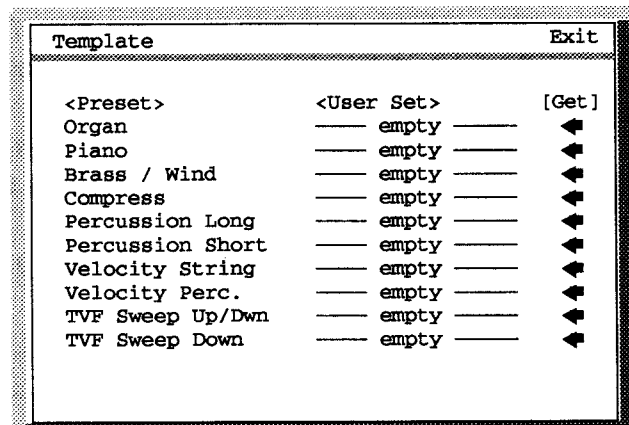 Template Exit
<Preset> <User Set> [Get]
Organ —— empty ——
Piano —— empty ——
Brass / Wind —— empty ——
Compress —— empty ——
Percussion Long —— empty ——
Percussion Short —— empty ——
Velocity String —— empty ——
Velocity Perc. —— empty ——
TVF Sweep Up/Dwn —— empty ——
TVF Sweep Down —— empty ——